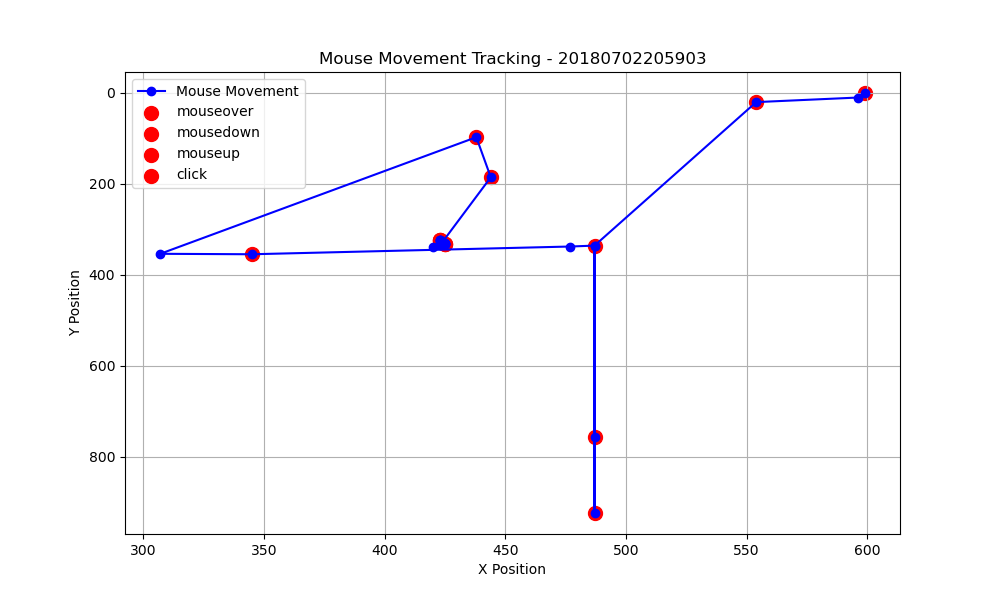 Mouse Movement Tracking - 20180702205903
Mouse Movement
mouseover
mousedown
mouseup
click
Y Position
0
200
400
600
800
300 350 400 450 500 550 600
X Position